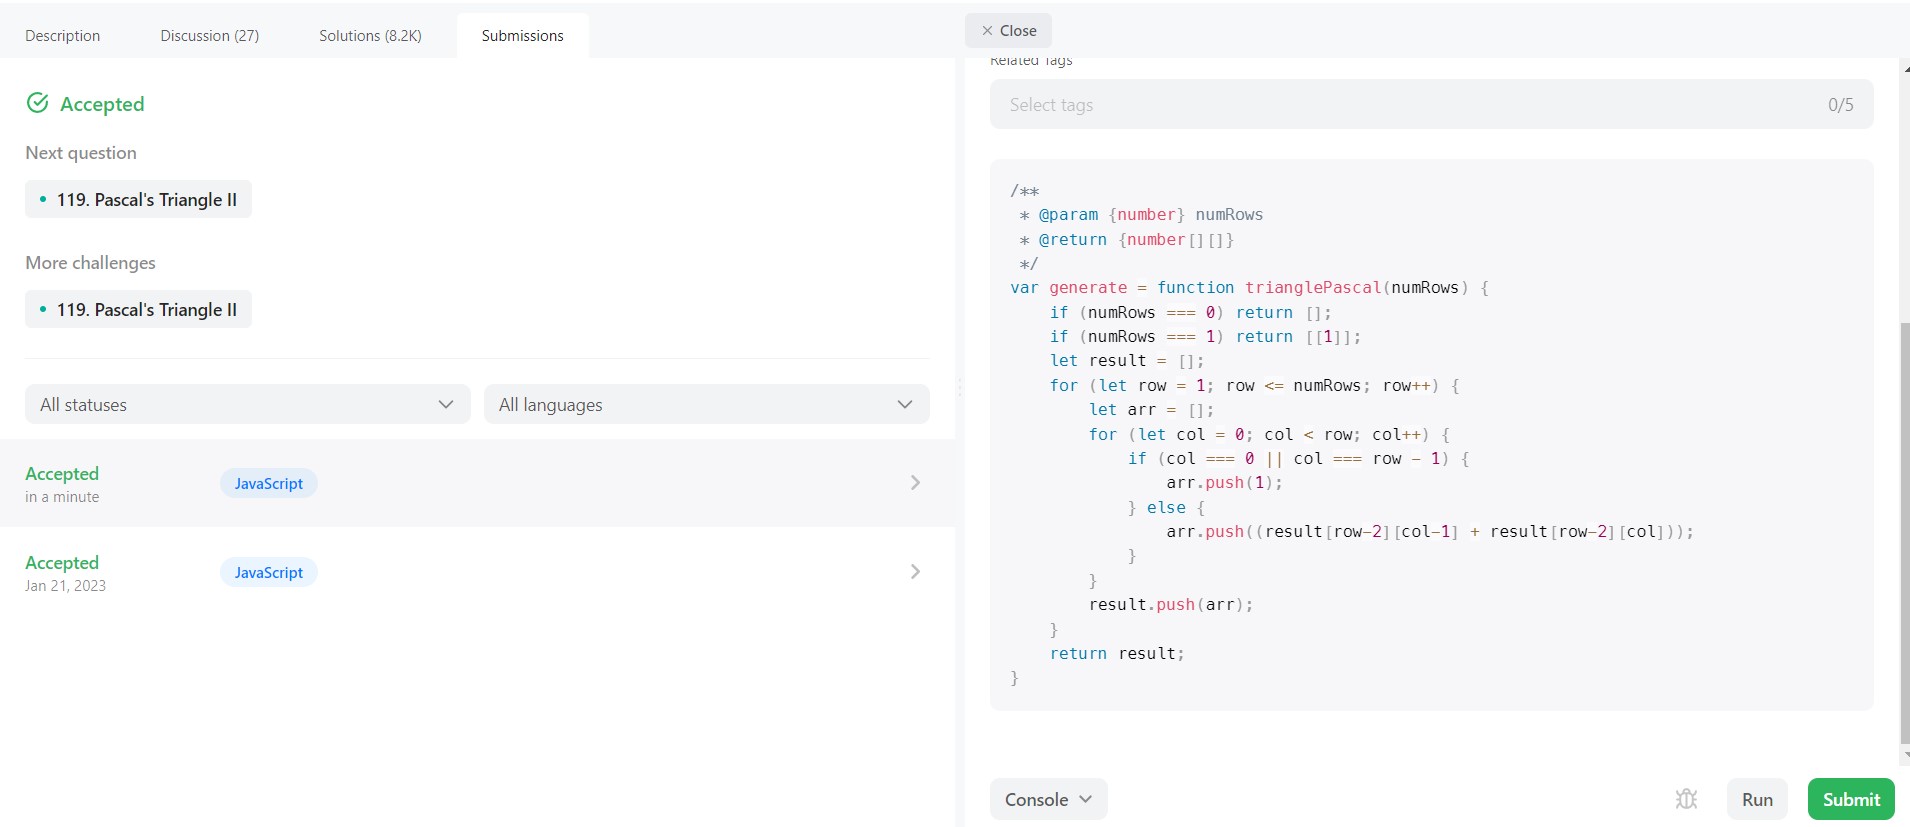 Description
Discussion (27)
Solutions (8.2K)
Submissions
Accepted
Next question
• 119. Pascal's Triangle II
More challenges
• 119. Pascal's Triangle II
All statuses
All languages
Accepted
in a minute
JavaScript
Accepted
Jan 21, 2023
JavaScript
Close
Related Tags
Select tags
0/5
/**
 * @param {number} numRows
 * @return {number[][]}
 */
var generate = function trianglePascal(numRows) {
    if (numRows === 0) return [];
    if (numRows === 1) return [[1]];
    let result = [];
    for (let row = 1; row <= numRows; row++) {
        let arr = [];
        for (let col = 0; col < row; col++) {
            if (col === 0 || col === row - 1) {
                arr.push(1);
            } else {
                arr.push((result[row-2][col-1] + result[row-2][col]));
            }
        }
        result.push(arr);
    }
    return result;
}
Console
Run
Submit